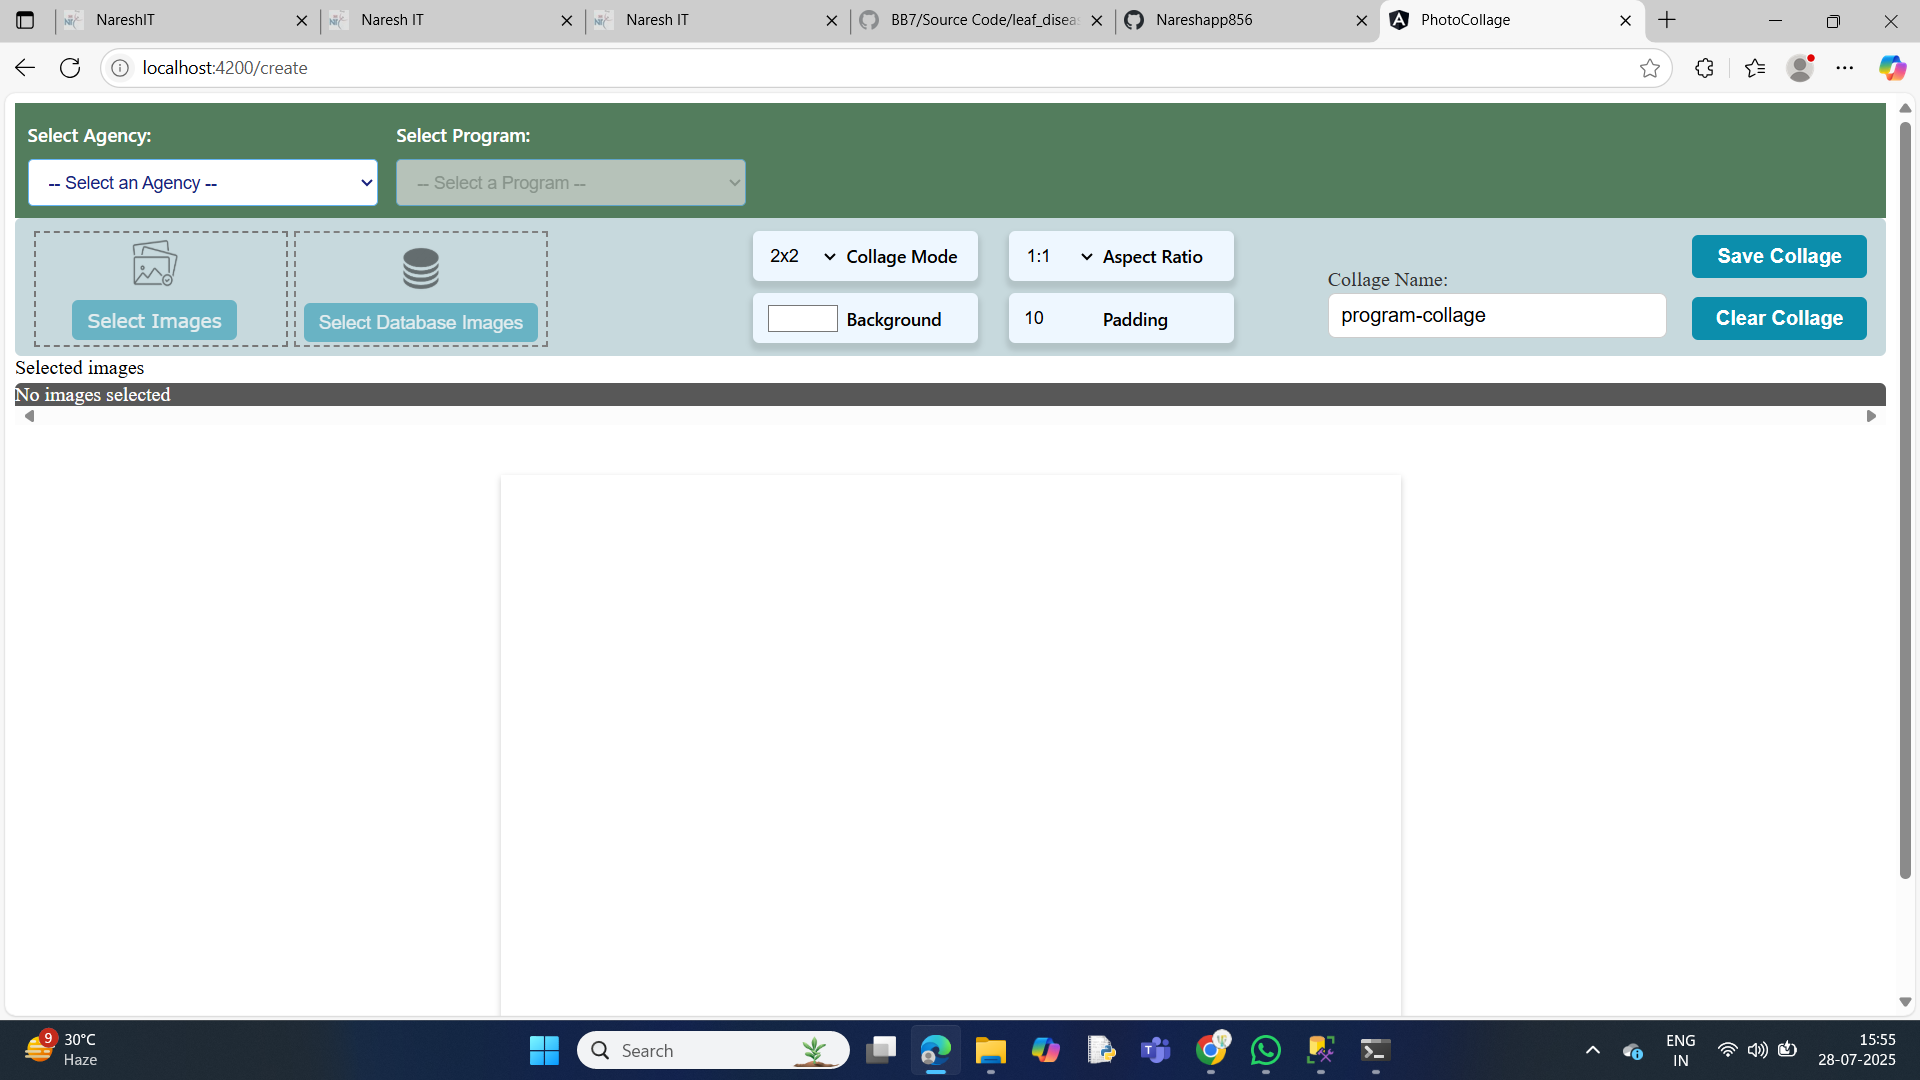 NareshIT
Naresh IT
Naresh IT
BB7/Source Code/leaf_diseas
Nareshapp856
PhotoCollage
localhost:4200/create
Select Agency:
Select Program:
-- Select an Agency --
-- Select a Program --
Select Images
Select Database Images
2x2
Collage Mode
1:1
Aspect Ratio
Background
10
Padding
Collage Name:
program-collage
Save Collage
Clear Collage
Selected images
No images selected
9
30°C
Haze
Search
ENG
IN
15:55
28-07-2025